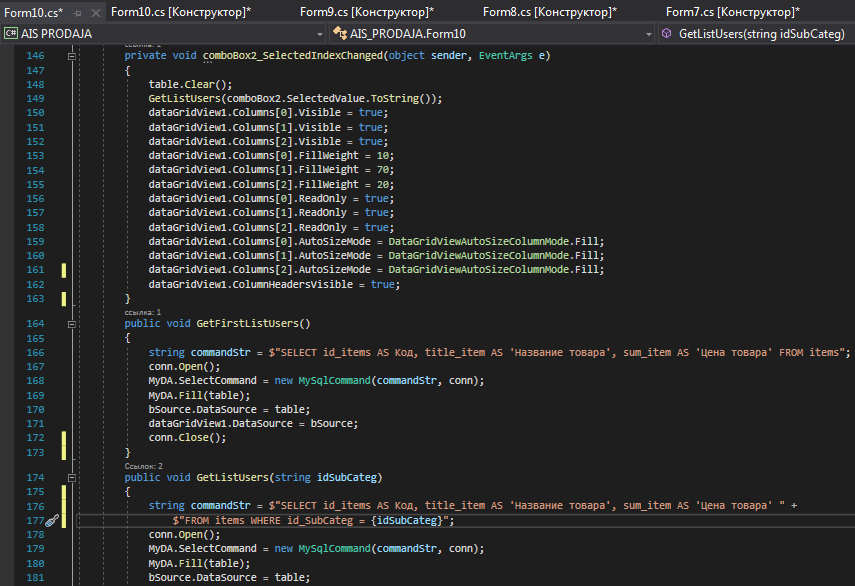 Form10.cs* Form10.cs [Конструктор]* Form9.cs [Конструктор]* Form8.cs [Конструктор]* Form7.cs [Конструктор]*
C# AIS PRODAJA AIS_PRODAJA.Form10 GetListUsers(string idSubCateg)
146 private void comboBox2_SelectedIndexChanged(object sender, EventArgs e)
147 {
148 table.Clear();
149 GetListUsers(comboBox2.SelectedValue.ToString());
150 dataGridView1.Columns[0].Visible = true;
151 dataGridView1.Columns[1].Visible = true;
152 dataGridView1.Columns[2].Visible = true;
153 dataGridView1.Columns[0].FillWeight = 10;
154 dataGridView1.Columns[1].FillWeight = 70;
155 dataGridView1.Columns[2].FillWeight = 20;
156 dataGridView1.Columns[0].ReadOnly = true;
157 dataGridView1.Columns[1].ReadOnly = true;
158 dataGridView1.Columns[2].ReadOnly = true;
159 dataGridView1.Columns[0].AutoSizeMode = DataGridViewAutoSizeColumnMode.Fill;
160 dataGridView1.Columns[1].AutoSizeMode = DataGridViewAutoSizeColumnMode.Fill;
161 dataGridView1.Columns[2].AutoSizeMode = DataGridViewAutoSizeColumnMode.Fill;
162 dataGridView1.ColumnHeadersVisible = true;
163 }
ссылка: 1
164 public void GetFirstListUsers()
165 {
166 string commandStr = $"SELECT id_items AS Код, title_item AS 'Название товара', sum_item AS 'Цена товара' FROM items";
167 conn.Open();
168 MyDA.SelectCommand = new MySqlCommand(commandStr, conn);
169 MyDA.Fill(table);
170 bSource.DataSource = table;
171 dataGridView1.DataSource = bSource;
172 conn.Close();
173 }
Ссылок: 2
174 public void GetListUsers(string idSubCateg)
175 {
176 string commandStr = $"SELECT id_items AS Код, title_item AS 'Название товара', sum_item AS 'Цена товара' " +
177 $"FROM items WHERE id_SubCateg = {idSubCateg}";
178 conn.Open();
179 MyDA.SelectCommand = new MySqlCommand(commandStr, conn);
180 MyDA.Fill(table);
181 bSource.DataSource = table;